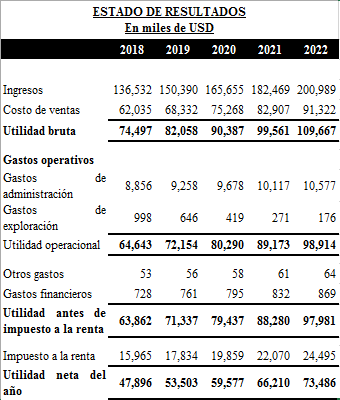 ESTADO DE RESULTADOS
En miles de USD
2018 2019 2020 2021 2022
Ingresos 136,532 150,390 165,655 182,469 200,989
Costo de ventas 62,035 68,332 75,268 82,907 91,322
Utilidad bruta 74,497 82,058 90,387 99,561 109,667
Gastos operativos
Gastos de
administración 8,856 9,258 9,678 10,117 10,577
Gastos de
exploración 998 646 419 271 176
Utilidad operacional 64,643 72,154 80,290 89,173 98,914
Otros gastos 53 56 58 61 64
Gastos financieros 728 761 795 832 869
Utilidad antes de
impuesto a la renta 63,862 71,337 79,437 88,280 97,981
Impuesto a la renta 15,965 17,834 19,859 22,070 24,495
Utilidad neta del
año 47,896 53,503 59,577 66,210 73,486